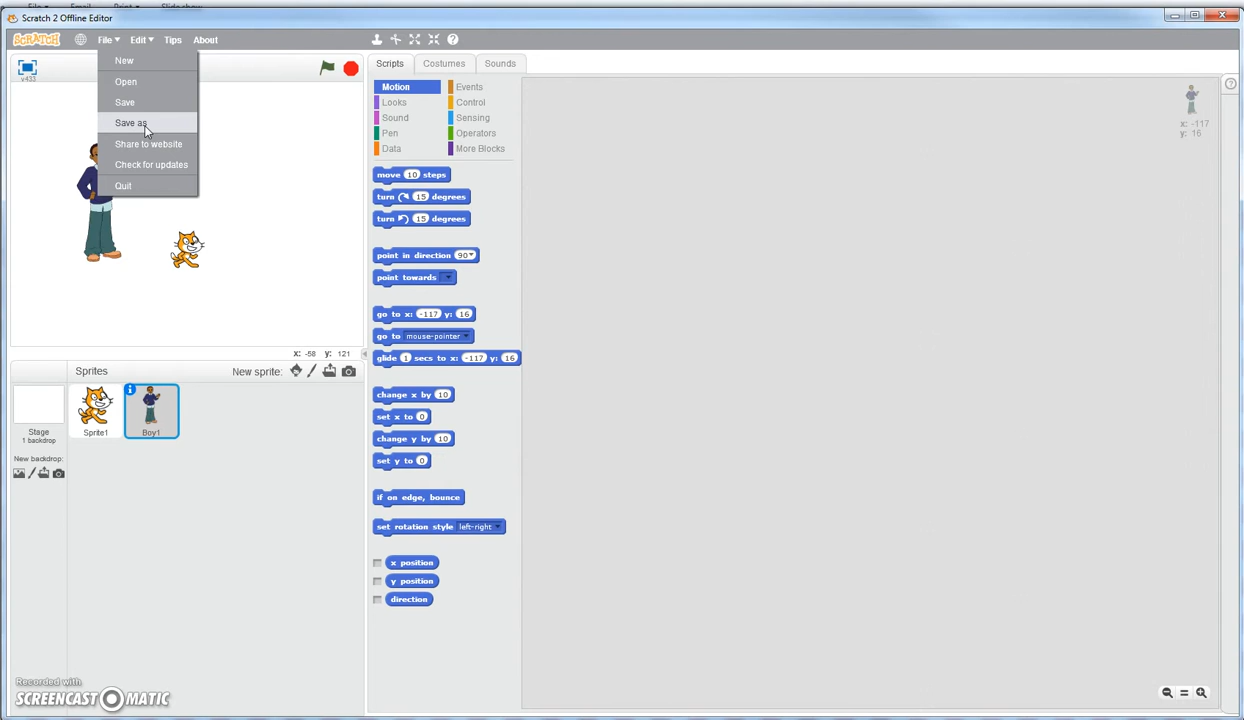 Scratch 2 Offline Editor
SCRATCH File Edit Tips About
v433
New
Open
Save
Save as
Share to website
Check for updates
Quit
Scripts Costumes Sounds
Motion Events
Looks Control
Sound Sensing
Pen Operators
Data More Blocks
x: -117
y: 16
move 10 steps
turn 15 degrees
turn 15 degrees
point in direction 90
point towards
go to x: -117 y: 16
go to mouse-pointer
glide 1 secs to x: -117 y: 16
change x by 10
set x to 0
change y by 10
set y to 0
if on edge, bounce
set rotation style left-right
x position
y position
direction
x: -58 y: 121
Sprites New sprite:
Stage
1 backdrop
New backdrop:
Sprite1
Boy1
Recorded with
SCREENCAST MATIC